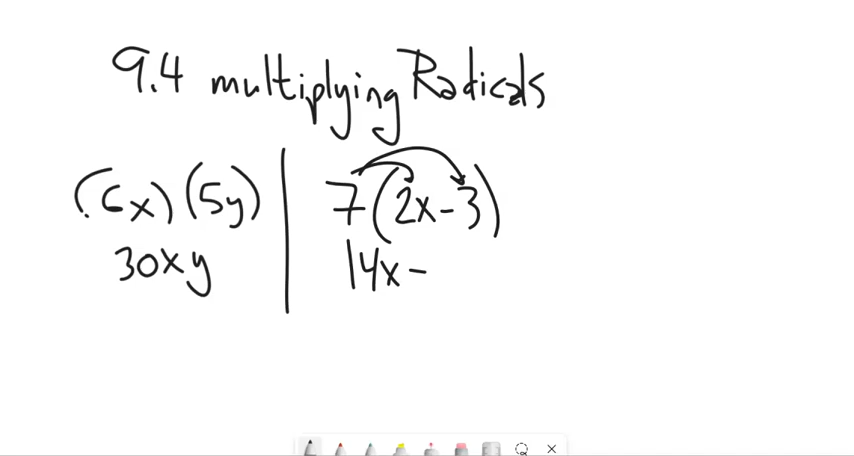 9.4 multiplying Radicals
(6x)(5y)
30xy
7(2x-3)
14x-